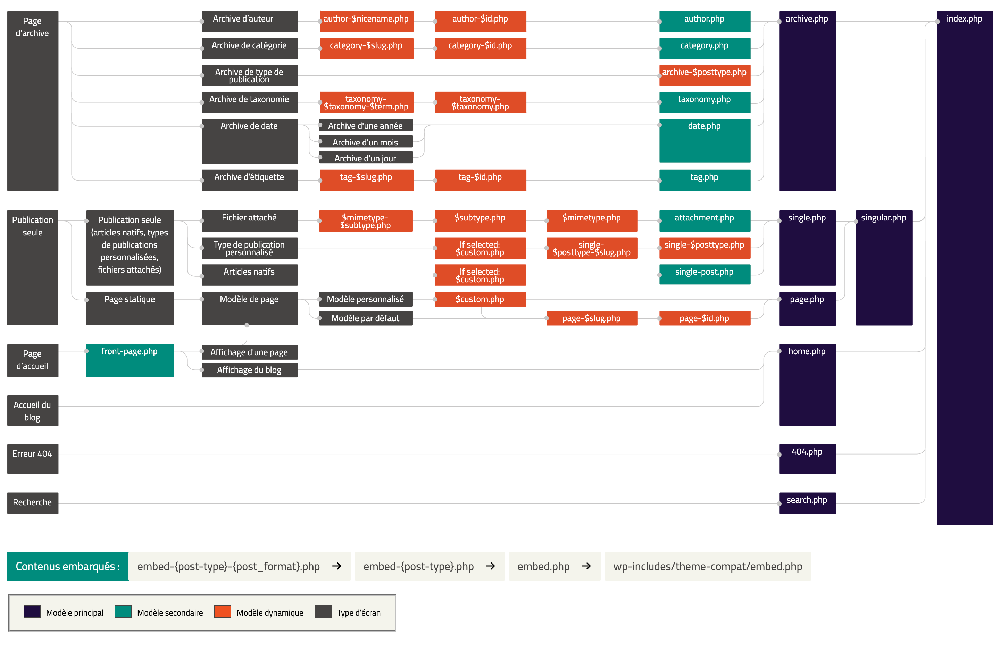 Page
d’archive
Archive d’auteur
author-$nicename.php
author-$id.php
author.php
archive.php
index.php
Archive de catégorie
category-$slug.php
category-$id.php
category.php
Archive de type de
publication
archive-$posttype.php
Archive de taxonomie
taxonomy-
$taxonomy-$term.php
taxonomy-
$taxonomy.php
taxonomy.php
Archive de date
Archive d'une année
date.php
Archive d'un mois
Archive d'un jour
Archive d’étiquette
tag-$slug.php
tag-$id.php
tag.php
Publication
seule
Publication seule
(articles natifs, types
de publications
personnalisées,
fichiers attachés)
Fichier attaché
$mimetype-
$subtype.php
$subtype.php
$mimetype.php
attachment.php
single.php
singular.php
Type de publication
personnalisé
If selected:
$custom.php
single-
$posttype-$slug.php
single-$posttype.php
Articles natifs
If selected:
$custom.php
single-post.php
Page statique
Modèle de page
Modèle personnalisé
$custom.php
page.php
Modèle par défaut
page-$slug.php
page-$id.php
Page
d’accueil
front-page.php
Affichage d'une page
home.php
Affichage du blog
Accueil du
blog
Erreur 404
404.php
Recherche
search.php
Contenus embarqués :
embed-{post-type}-{post_format}.php →
embed-{post-type}.php →
embed.php →
wp-includes/theme-compat/embed.php
Modèle principal
Modèle secondaire
Modèle dynamique
Type d’écran